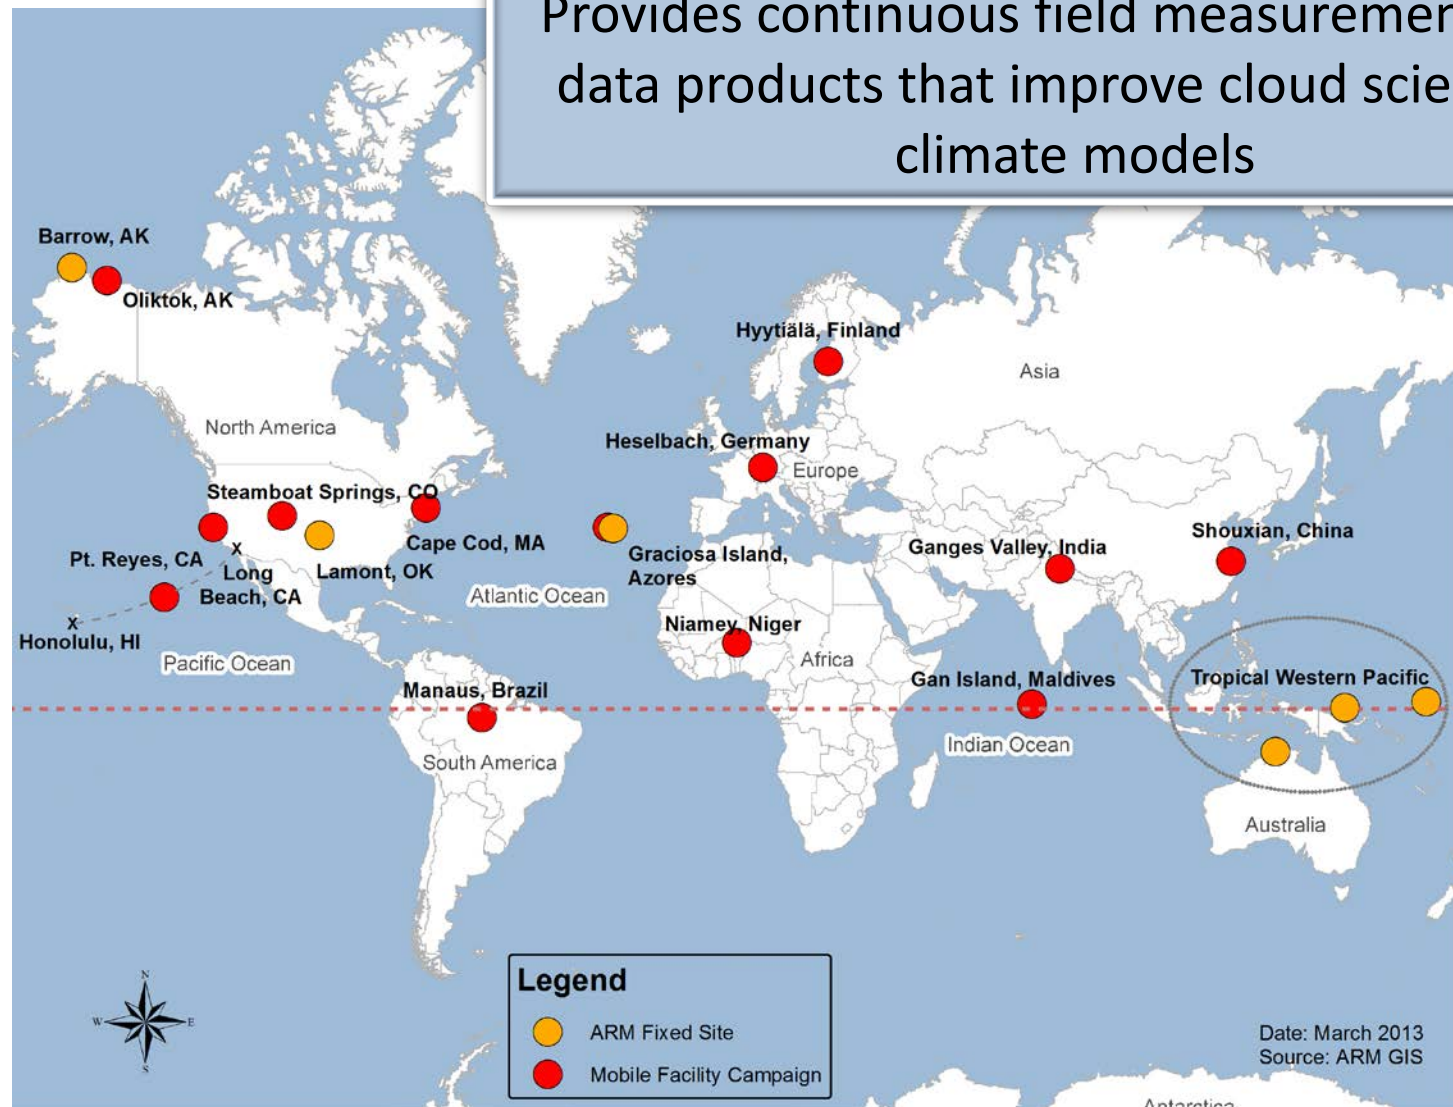 Provides continuous field measuremen
data products that improve cloud scie
climate models
Barrow, AK
Oliktok, AK
Hyytiälä, Finland
Asia
North America
Heselbach, Germany
Europe
Steamboat Springs, CO
Shouxian, China
Pt. Reyes, CA
Cape Cod, MA
Graciosa Island,
Azores
Ganges Valley, India
x
Long
Beach, CA
Lamont, OK
Atlantic Ocean
x
Honolulu, HI
Niamey, Niger
Africa
Pacific Ocean
Manaus, Brazil
Gan Island, Maldives
Tropical Western Pacific
Indian Ocean
South America
Australia
N
W
E
S
Legend
ARM Fixed Site
Mobile Facility Campaign
Date: March 2013
Source: ARM GIS
Antarctica